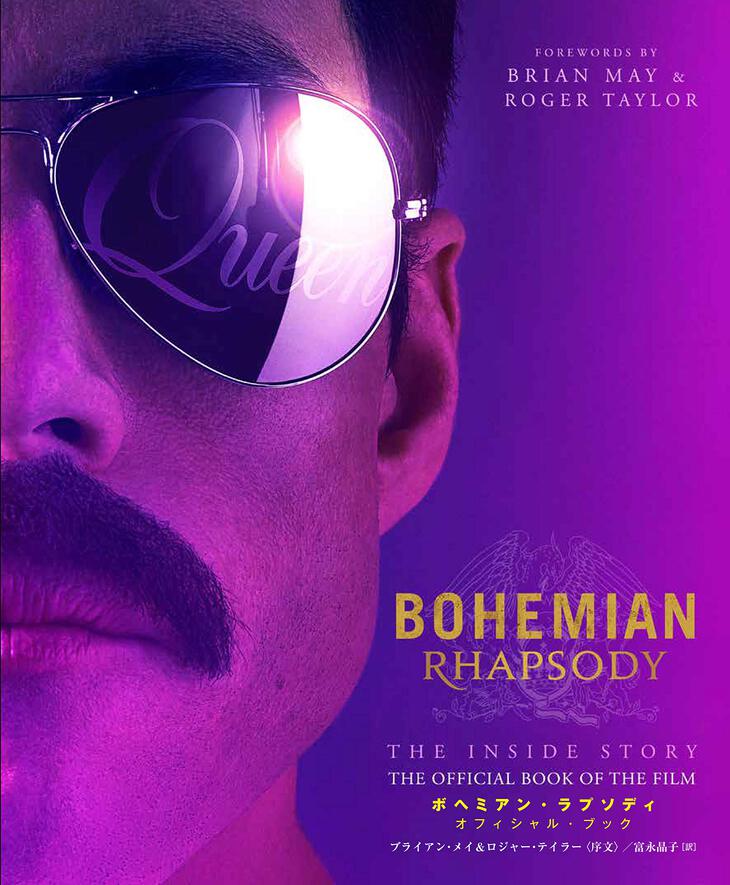 FOREWORDS BY
BRIAN MAY &
ROGER TAYLOR
Queen
BOHEMIAN
RHAPSODY
THE INSIDE STORY
THE OFFICIAL BOOK OF THE FILM
ボヘミアン・ラプソディ
オフィシャル・ブック
ブライアン・メイ&ロジャー・テイラー〈序文〉／富永晶子[訳]